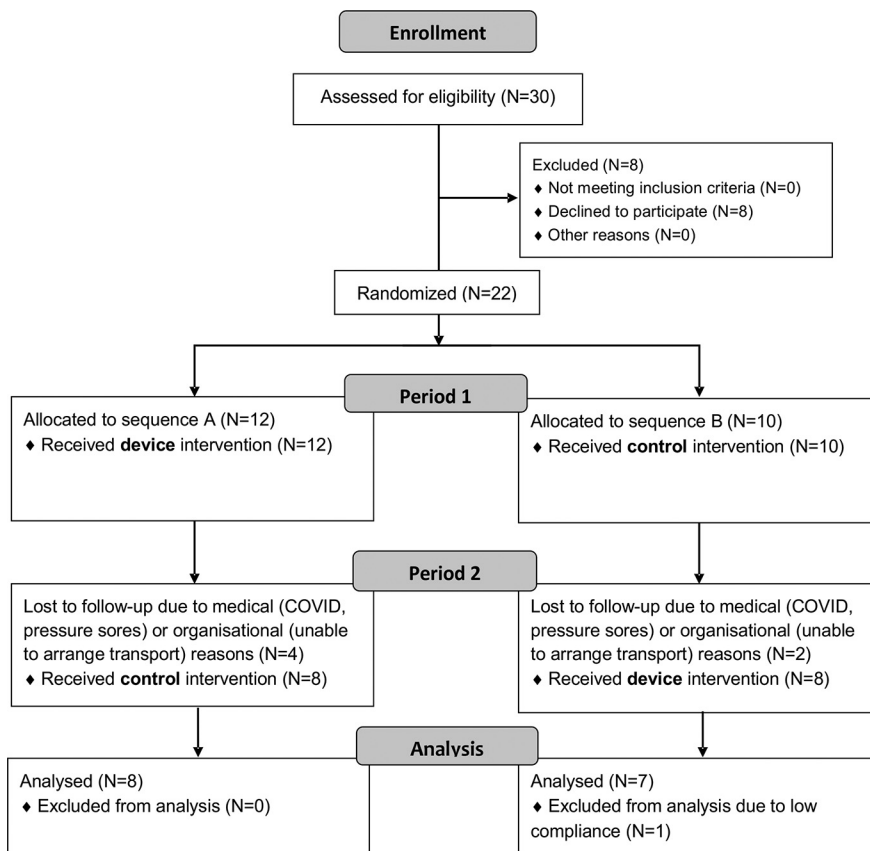 Enrollment
Assessed for eligibility (N=30)
Excluded (N=8)
♦ Not meeting inclusion criteria (N=0)
♦ Declined to participate (N=8)
♦ Other reasons (N=0)
Randomized (N=22)
Period 1
Allocated to sequence A (N=12)
♦ Received device intervention (N=12)
Allocated to sequence B (N=10)
♦ Received control intervention (N=10)
Period 2
Lost to follow-up due to medical (COVID,
pressure sores) or organisational (unable
to arrange transport) reasons (N=4)
♦ Received control intervention (N=8)
Lost to follow-up due to medical (COVID,
pressure sores) or organisational (unable
to arrange transport) reasons (N=2)
♦ Received device intervention (N=8)
Analysis
Analysed (N=8)
♦ Excluded from analysis (N=0)
Analysed (N=7)
♦ Excluded from analysis due to low
compliance (N=1)